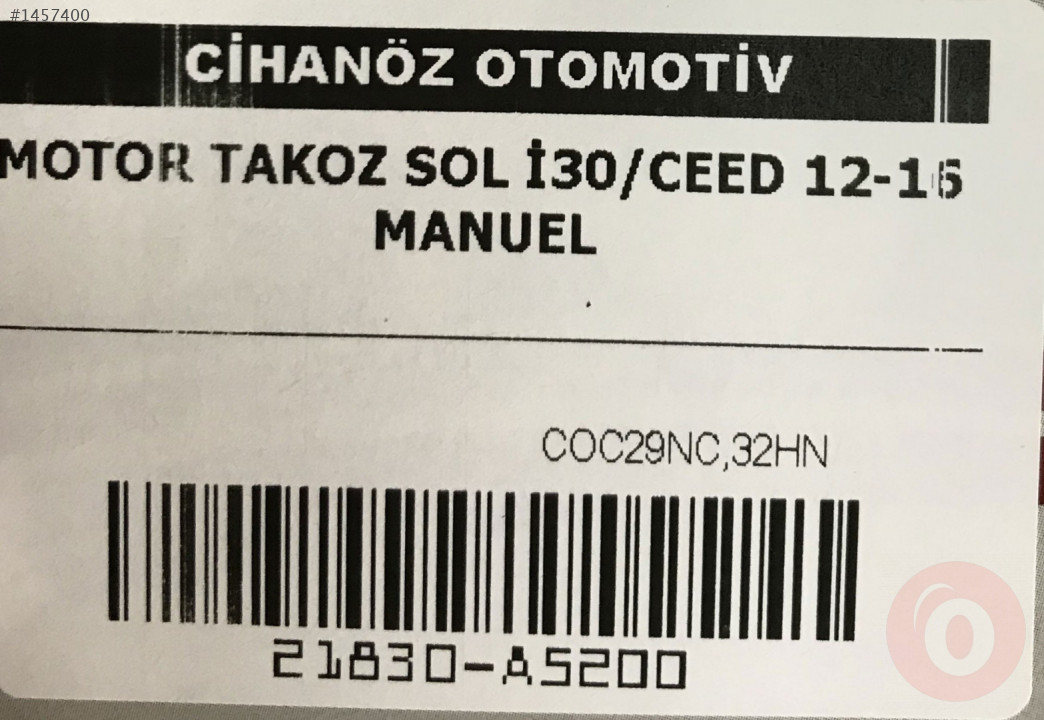 #1457400
CİHANÖZ OTOMOTİV
MOTOR TAKOZ SOL İ30/CEED 12-16
MANUEL
COC29NC,32HN
21830-A5200